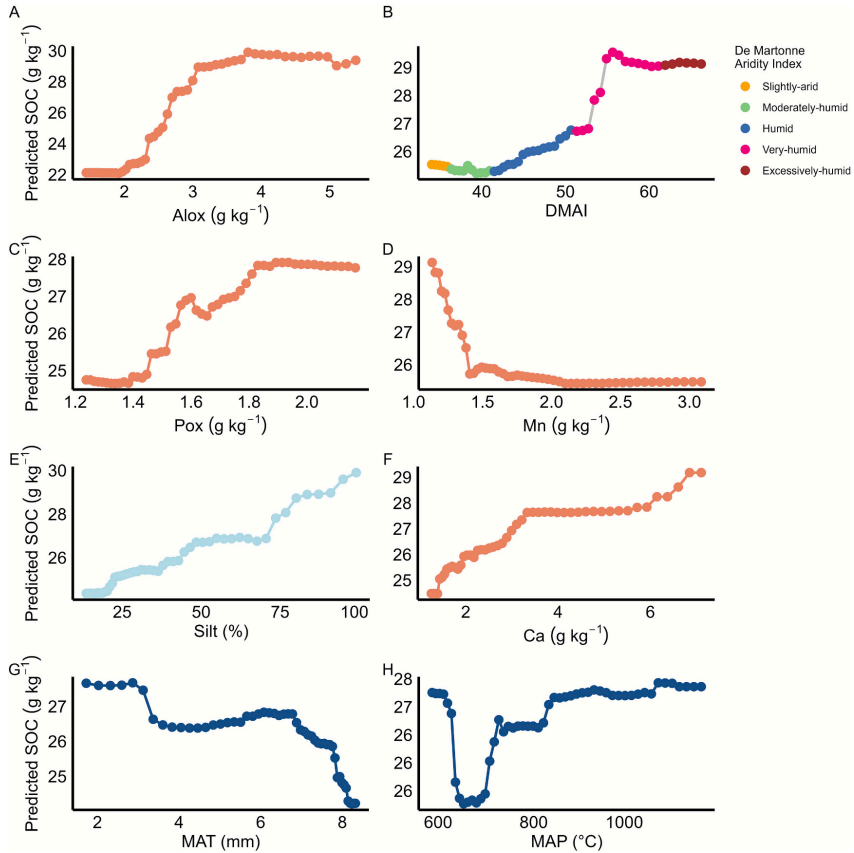 A
Predicted SOC (g kg⁻¹)
30
28
26
24
22
2
3
4
5
Alox (g kg⁻¹)
B
29
28
27
26
40
50
60
DMAI
De Martonne
Aridity Index
Slightly-arid
Moderately-humid
Humid
Very-humid
Excessively-humid
C
Predicted SOC (g kg⁻¹)
28
27
26
25
1.2
1.4
1.6
1.8
2.0
Pox (g kg⁻¹)
D
29
28
27
26
1.0
1.5
2.0
2.5
3.0
Mn (g kg⁻¹)
E
Predicted SOC (g kg⁻¹)
30
28
26
25
50
75
100
Silt (%)
F
29
28
27
26
25
2
4
6
Ca (g kg⁻¹)
G
Predicted SOC (g kg⁻¹)
27
26
25
2
4
6
8
MAT (mm)
H
28
27
26
26
26
600
800
1000
MAP (°C)